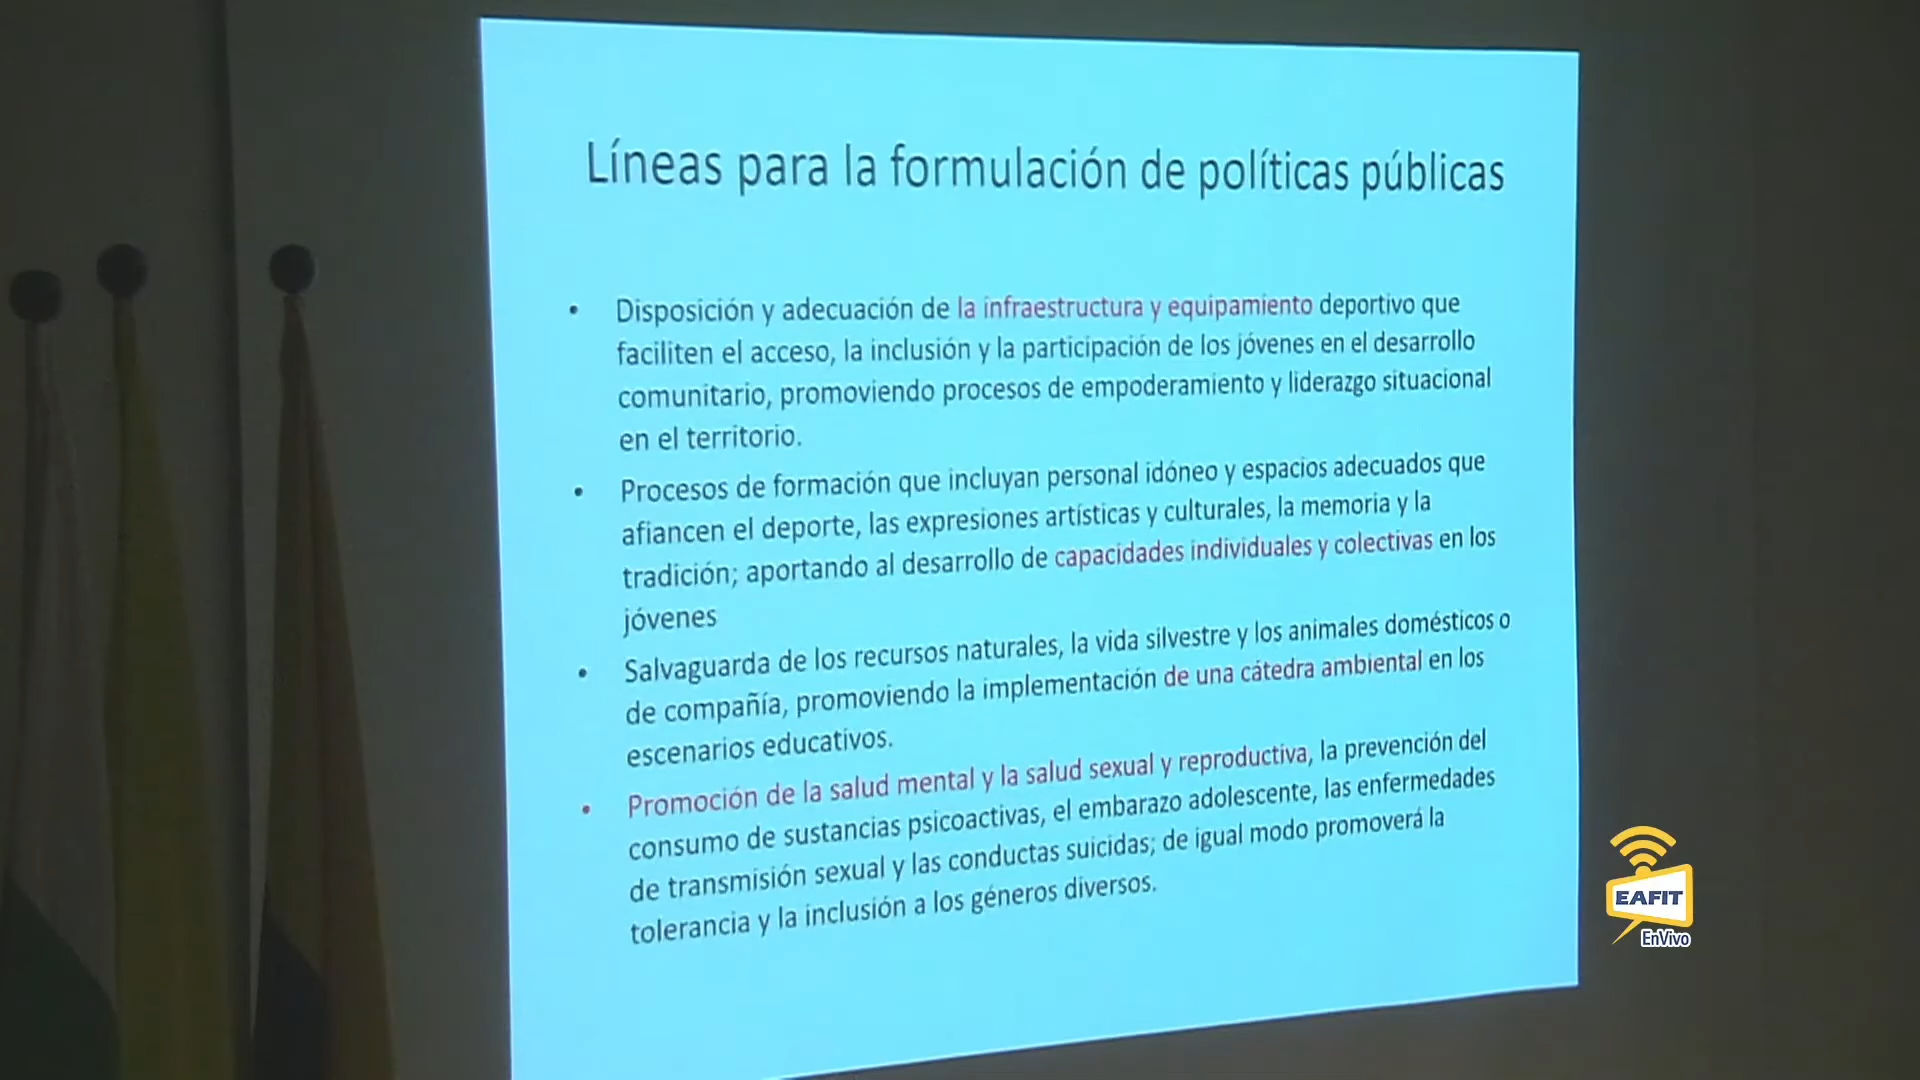 Líneas para la formulación de políticas públicas
• Disposición y adecuación de la infraestructura y equipamiento deportivo que
faciliten el acceso, la inclusión y la participación de los jóvenes en el desarrollo
comunitario, promoviendo procesos de empoderamiento y liderazgo situacional
en el territorio.
• Procesos de formación que incluyan personal idóneo y espacios adecuados que
afiancen el deporte, las expresiones artísticas y culturales, la memoria y la
tradición; aportando al desarrollo de capacidades individuales y colectivas en los
jóvenes
• Salvaguarda de los recursos naturales, la vida silvestre y los animales domésticos o
de compañía, promoviendo la implementación de una cátedra ambiental en los
escenarios educativos.
• Promoción de la salud mental y la salud sexual y reproductiva, la prevención del
consumo de sustancias psicoactivas, el embarazo adolescente, las enfermedades
de transmisión sexual y las conductas suicidas; de igual modo promoverá la
tolerancia y la inclusión a los géneros diversos.
EAFIT
EnVivo